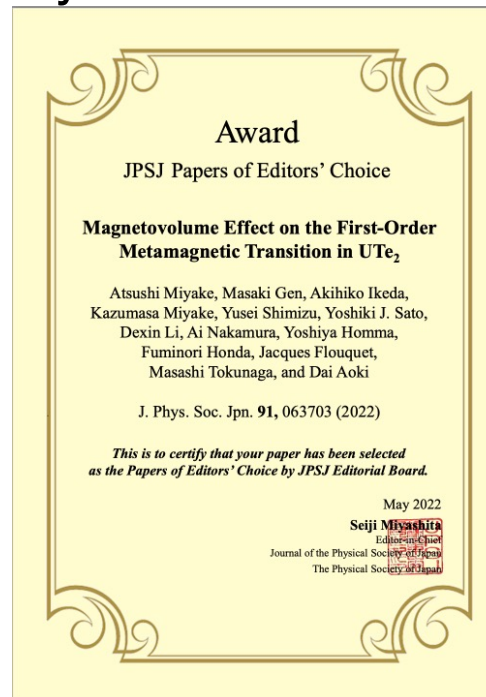 Award
JPSJ Papers of Editors' Choice
Magnetovolume Effect on the First-Order
Metamagnetic Transition in UTe₂
Atsushi Miyake, Masaki Gen, Akihiko Ikeda,
Kazumasa Miyake, Yusei Shimizu, Yoshiki J. Sato,
Dexin Li, Ai Nakamura, Yoshiya Homma,
Fuminori Honda, Jacques Flouquet,
Masashi Tokunaga, and Dai Aoki
J. Phys. Soc. Jpn. 91, 063703 (2022)
This is to certify that your paper has been selected
as the Papers of Editors' Choice by JPSJ Editorial Board.
May 2022
Seiji Miyashita
Editor-in-Chief
Journal of the Physical Society of Japan
The Physical Society of Japan